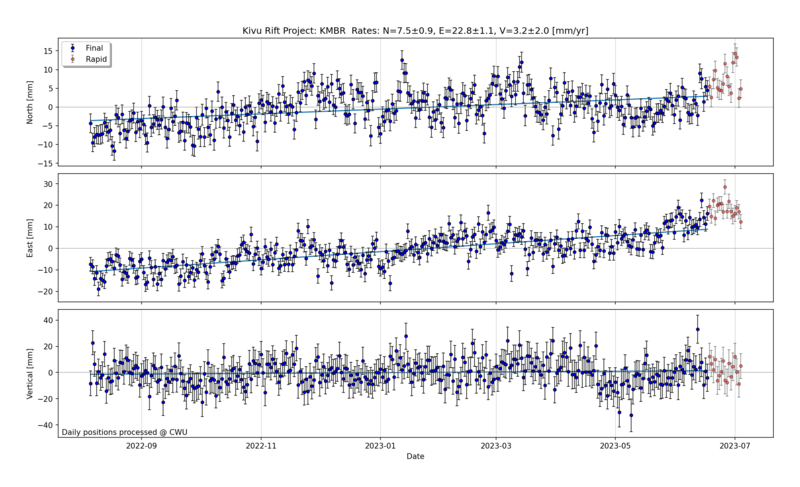 Kivu Rift Project: KMBR  Rates: N=7.5±0.9, E=22.8±1.1, V=3.2±2.0 [mm/yr]
Final
Rapid
North [mm]
15
10
5
0
−5
−10
−15
East [mm]
30
20
10
0
−10
−20
Vertical [mm]
40
20
0
−20
−40
Daily positions processed @ CWU
2022-09 2022-11 2023-01 2023-03 2023-05 2023-07
Date